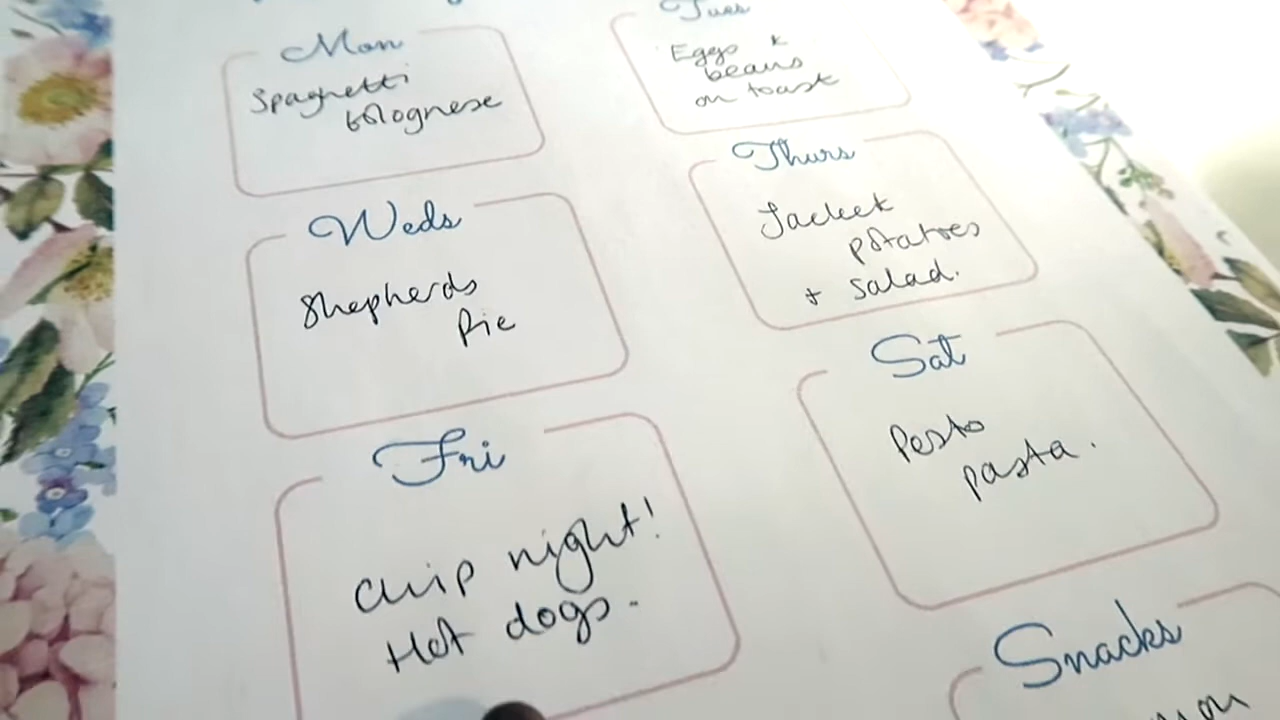 Mon
Spaghetti
bolognese
Tues
Eggs &
beans
on toast
Weds
Shepherds
Pie
Thurs
Jacket
potatoes
+ salad.
Fri
Chip night!
Hot dogs.
Sat
Pesto
pasta.
Snacks